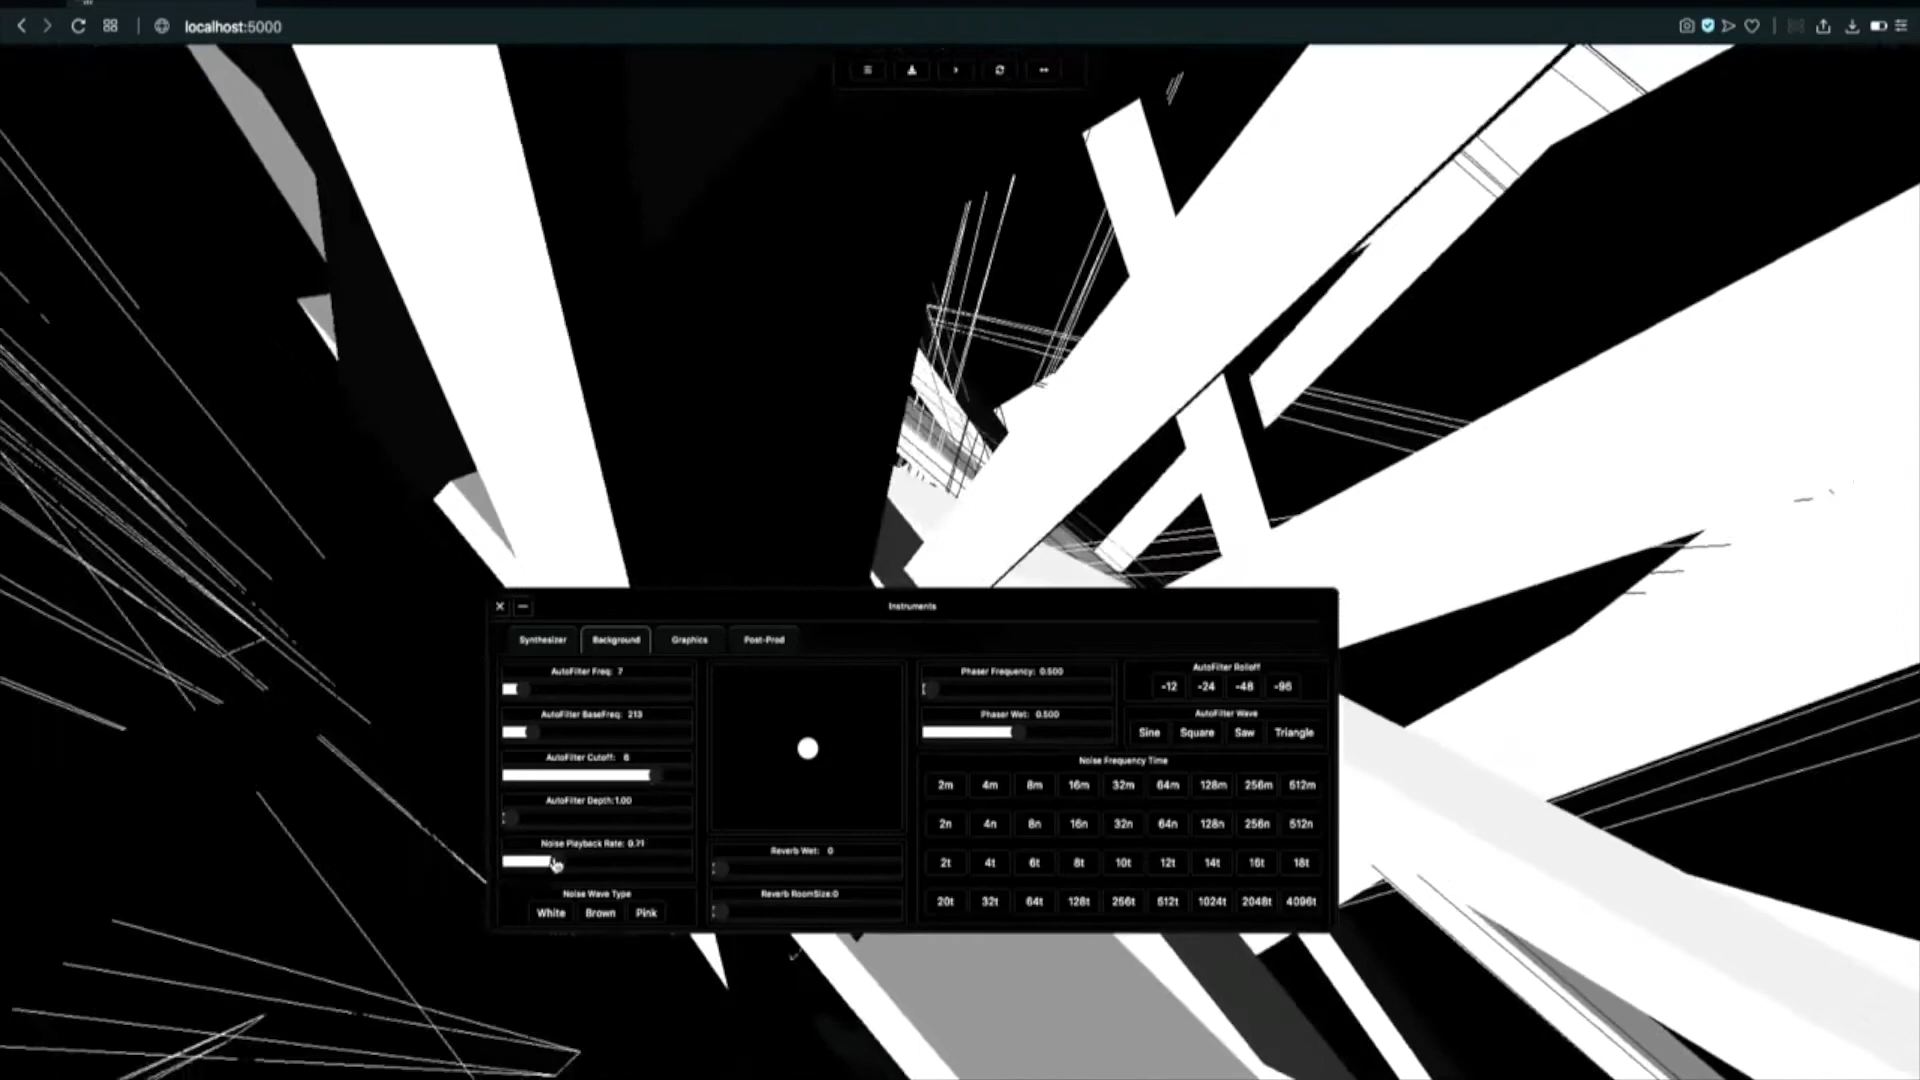 localhost:5000
Instruments
Synthesizer Background Graphics Post-Prod
AutoFilter Freq: 7
AutoFilter BaseFreq: 213
AutoFilter Cutoff: 6
AutoFilter Depth:1.00
Noise Playback Rate:
Noise Wave Type
White Brown Pink
Reverb Wet: 0
Reverb RoomSize:0
Phaser Frequency: 0.500
Phaser Wet: 0.500
AutoFilter Rolloff
-12 -24 -48 -96
AutoFilter Wave
Sine Square Saw Triangle
Noise Frequency Time
2m 4m 8m 16m 32m 64m 128m 256m 512m
2n 4n 8n 16n 32n 64n 128n 256n 512n
2t 4t 6t 8t 10t 12t 14t 16t 18t
20t 32t 64t 128t 256t 512t 1024t 2048t 4096t